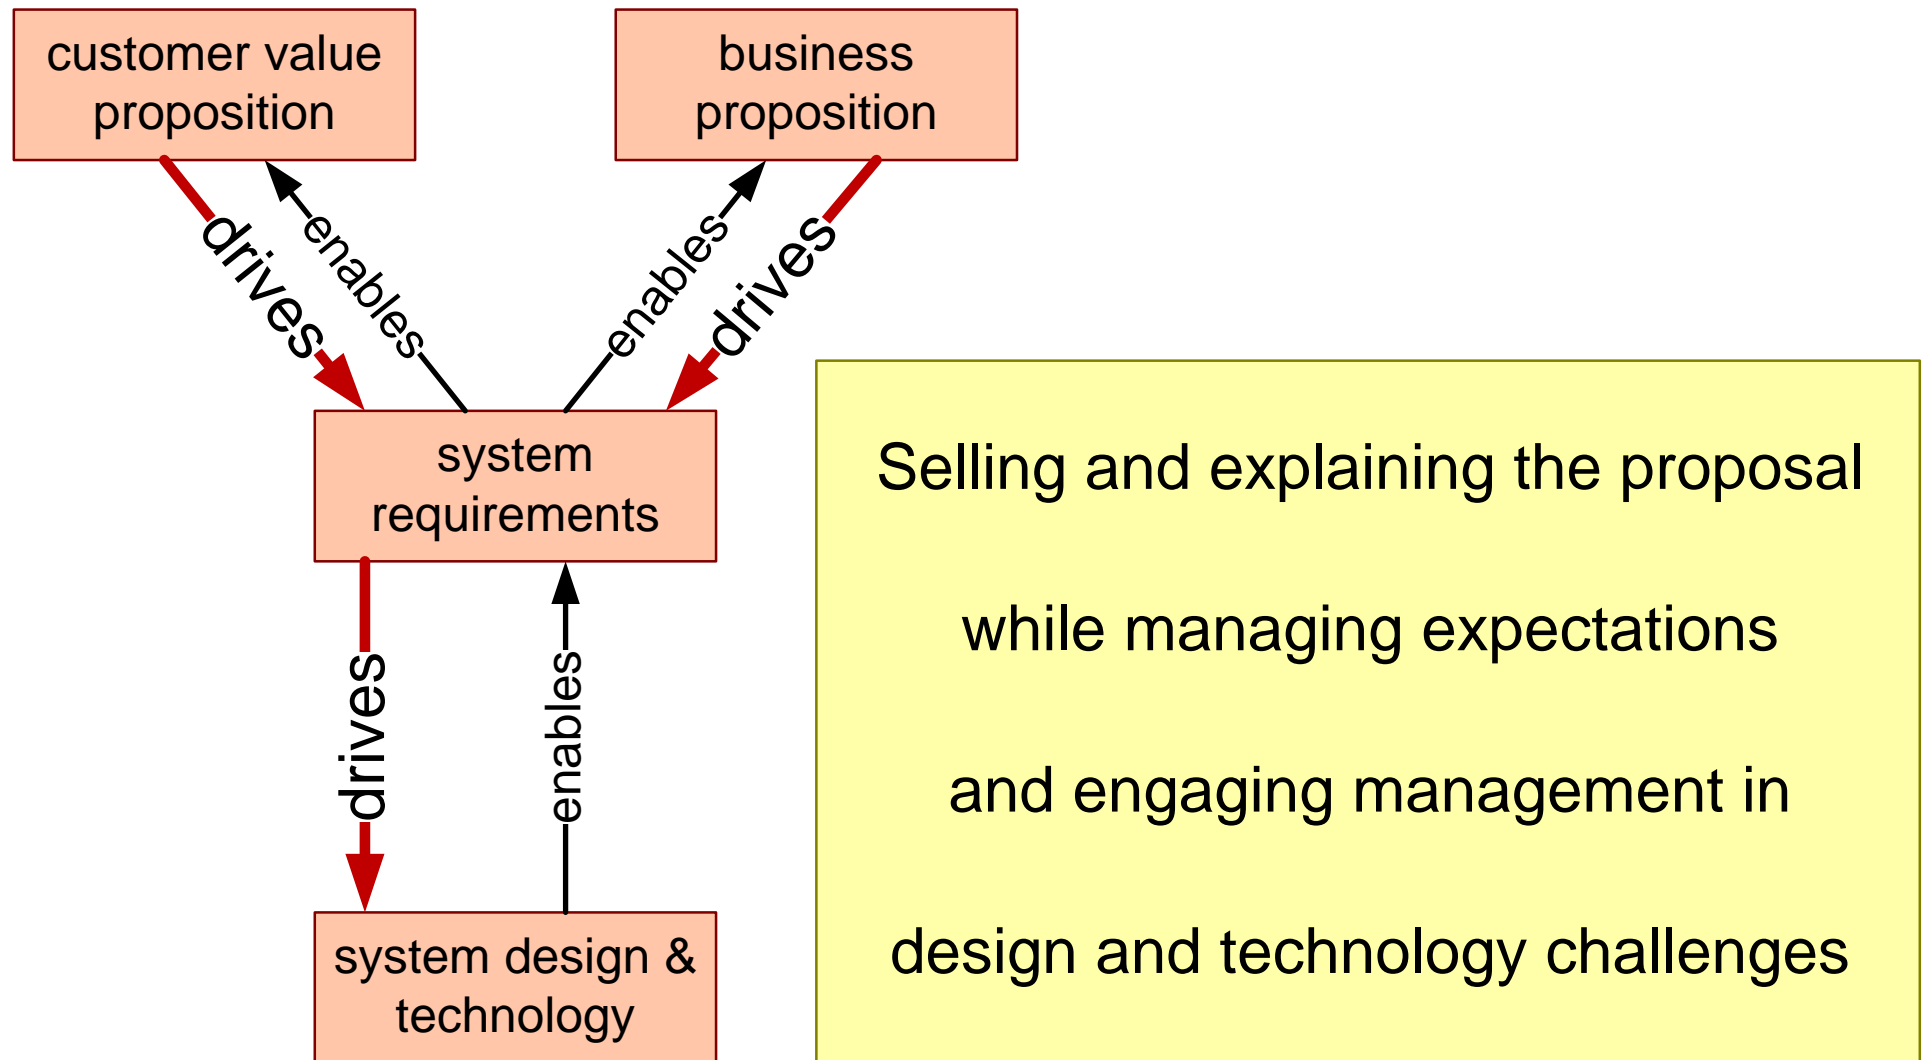 customer value
proposition
business
proposition
drives
enables
enables
drives
system
requirements
drives
enables
system design &
technology
Selling and explaining the proposal
while managing expectations
and engaging management in
design and technology challenges